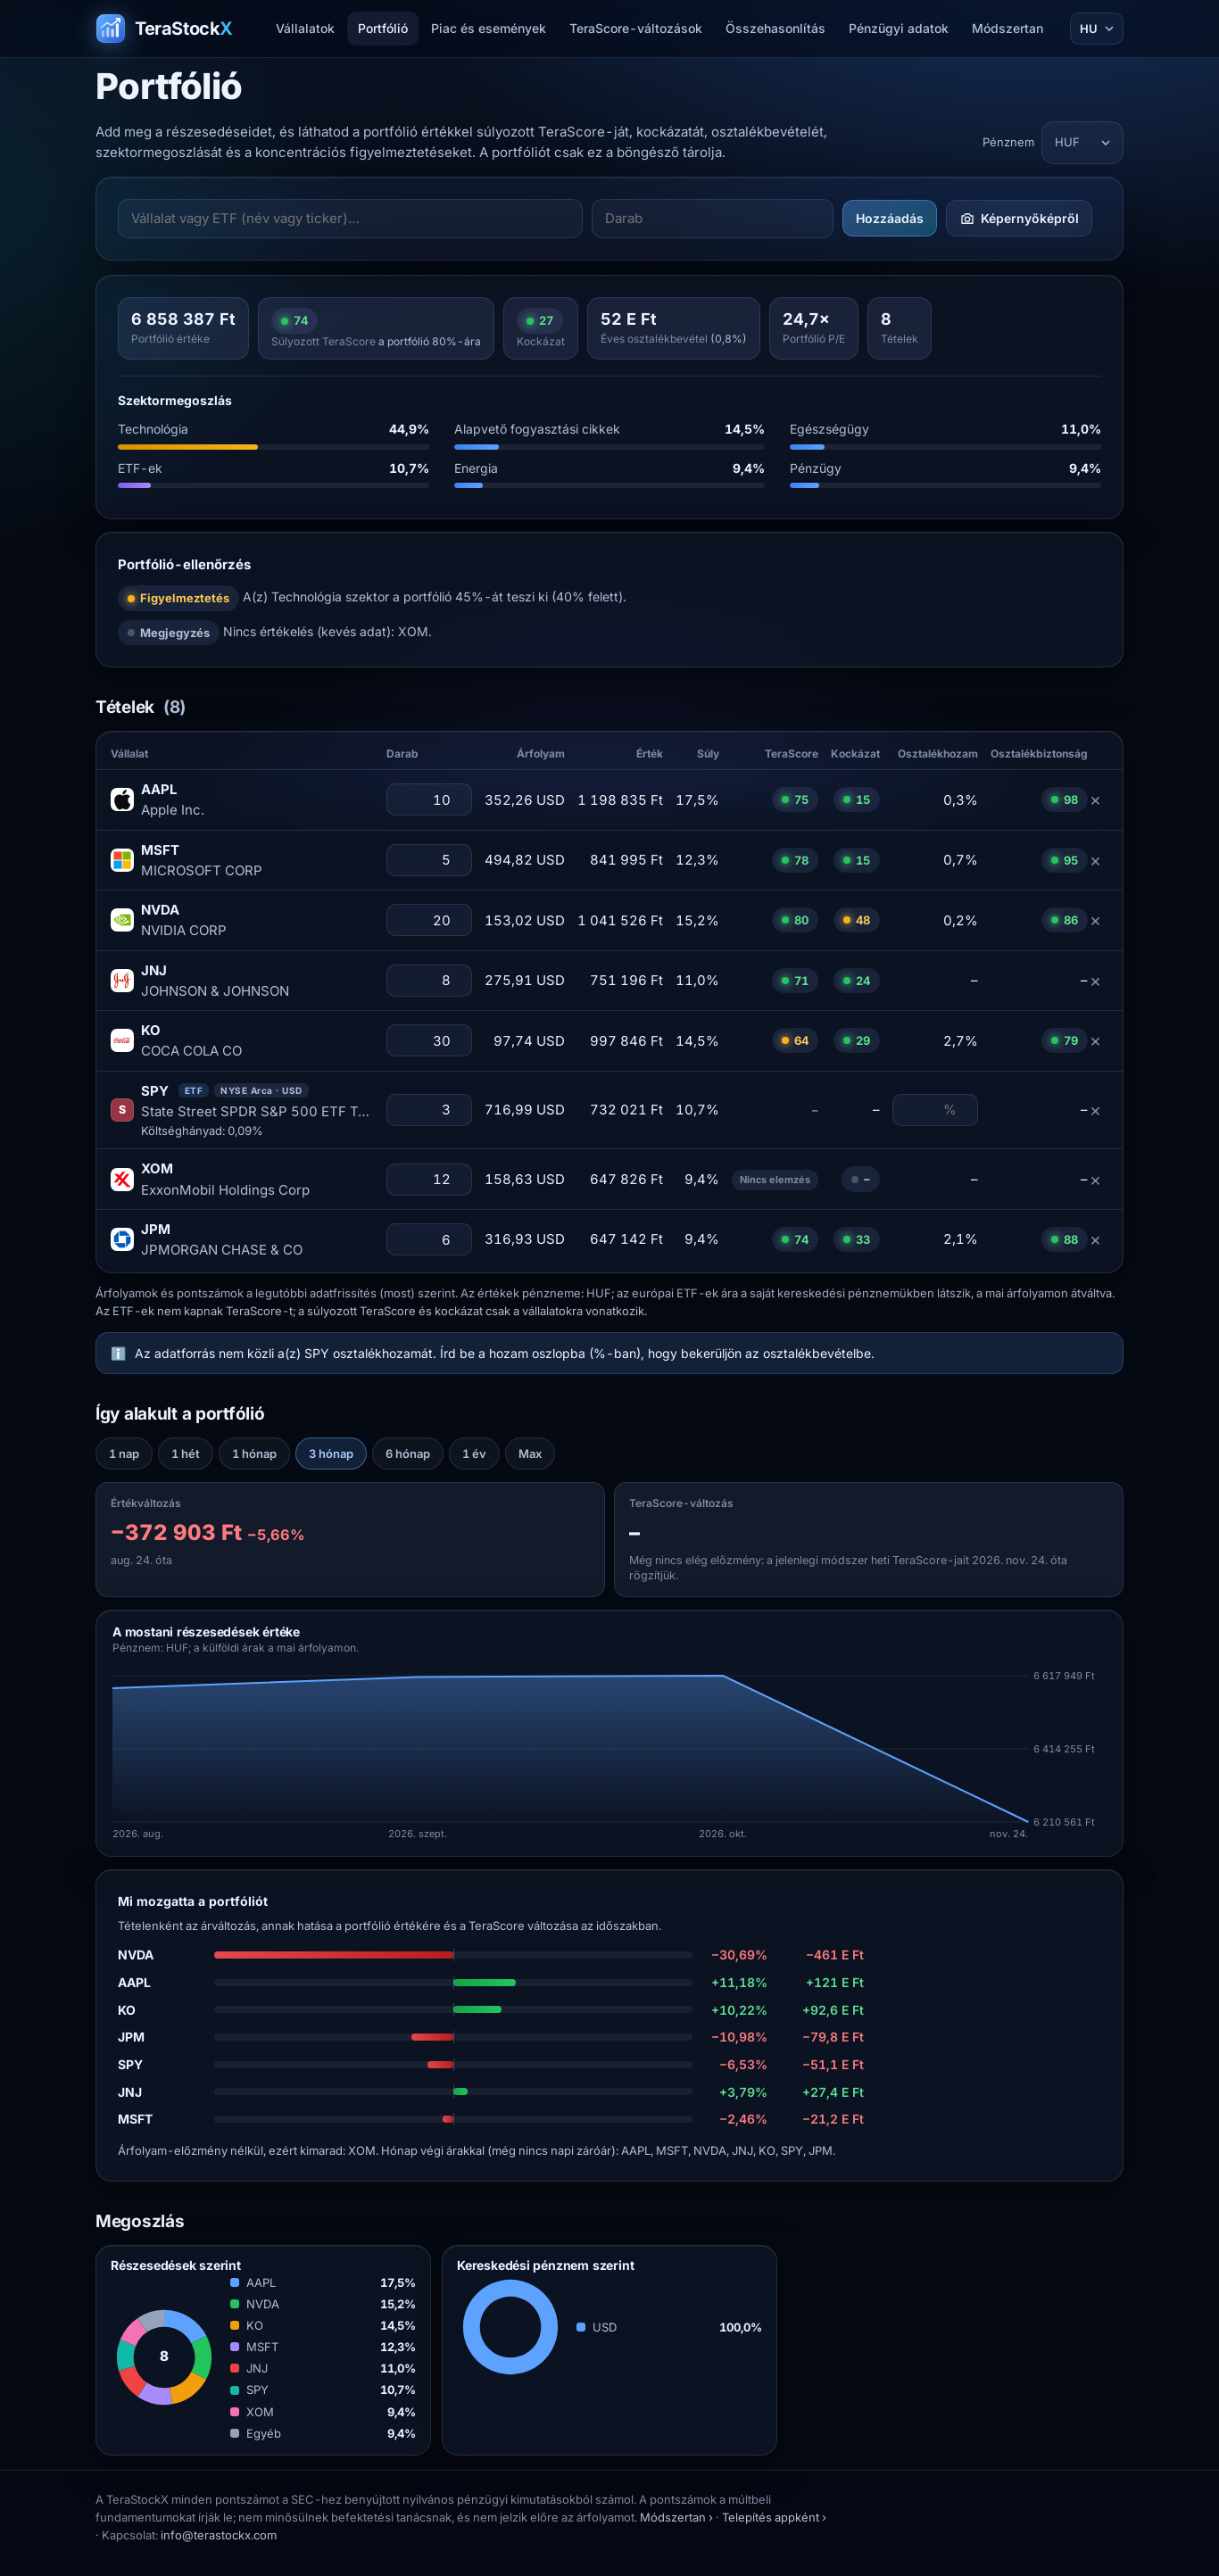 TeraStockX
Vállalatok Portfólió Piac és események TeraScore-változások Összehasonlítás Pénzügyi adatok Módszertan HU
Portfólió
Add meg a részesedéseidet, és láthatod a portfólió értékkel súlyozott TeraScore-ját, kockázatát, osztalékbevételét,
szektormegoszlását és a koncentrációs figyelmeztetéseket. A portfóliót csak ez a böngésző tárolja.
Pénznem HUF
Vállalat vagy ETF (név vagy ticker)… Darab Hozzáadás Képernyőképről
6 858 387 Ft
Portfólió értéke
74
Súlyozott TeraScore a portfólió 80%-ára
27
Kockázat
52 E Ft
Éves osztalékbevétel (0,8%)
24,7×
Portfólió P/E
8
Tételek
Szektormegoszlás
Technológia 44,9% Alapvető fogyasztási cikkek 14,5% Egészségügy 11,0%
ETF-ek 10,7% Energia 9,4% Pénzügy 9,4%
Portfólió-ellenőrzés
Figyelmeztetés A(z) Technológia szektor a portfólió 45%-át teszi ki (40% felett).
Megjegyzés Nincs értékelés (kevés adat): XOM.
Tételek (8)
Vállalat Darab Árfolyam Érték Súly TeraScore Kockázat Osztalékhozam Osztalékbiztonság
AAPL
Apple Inc.
10 352,26 USD 1 198 835 Ft 17,5% 75 15 0,3% 98 ×
MSFT
MICROSOFT CORP
5 494,82 USD 841 995 Ft 12,3% 78 15 0,7% 95 ×
NVDA
NVIDIA CORP
20 153,02 USD 1 041 526 Ft 15,2% 80 48 0,2% 86 ×
JNJ
JOHNSON & JOHNSON
8 275,91 USD 751 196 Ft 11,0% 71 24 – – ×
KO
COCA COLA CO
30 97,74 USD 997 846 Ft 14,5% 64 29 2,7% 79 ×
SPY ETF NYSE Arca · USD
S
State Street SPDR S&P 500 ETF T…
Költséghányad: 0,09%
3 716,99 USD 732 021 Ft 10,7% – – % – ×
XOM
ExxonMobil Holdings Corp
12 158,63 USD 647 826 Ft 9,4% Nincs elemzés – – – ×
JPM
JPMORGAN CHASE & CO
6 316,93 USD 647 142 Ft 9,4% 74 33 2,1% 88 ×
Árfolyamok és pontszámok a legutóbbi adatfrissítés (most) szerint. Az értékek pénzneme: HUF; az európai ETF-ek ára a saját kereskedési pénznemükben látszik, a mai árfolyamon átváltva.
Az ETF-ek nem kapnak TeraScore-t; a súlyozott TeraScore és kockázat csak a vállalatokra vonatkozik.
ℹ️ Az adatforrás nem közli a(z) SPY osztalékhozamát. Írd be a hozam oszlopba (%-ban), hogy bekerüljön az osztalékbevételbe.
Így alakult a portfólió
1 nap 1 hét 1 hónap 3 hónap 6 hónap 1 év Max
Értékváltozás
−372 903 Ft −5,66%
aug. 24. óta
TeraScore-változás
–
Még nincs elég előzmény: a jelenlegi módszer heti TeraScore-jait 2026. nov. 24. óta
rögzítjük.
A mostani részesedések értéke
Pénznem: HUF; a külföldi árak a mai árfolyamon.
6 617 949 Ft
6 414 255 Ft
6 210 561 Ft
2026. aug. 2026. szept. 2026. okt. nov. 24.
Mi mozgatta a portfóliót
Tételenként az árváltozás, annak hatása a portfólió értékére és a TeraScore változása az időszakban.
NVDA −30,69% −461 E Ft
AAPL +11,18% +121 E Ft
KO +10,22% +92,6 E Ft
JPM −10,98% −79,8 E Ft
SPY −6,53% −51,1 E Ft
JNJ +3,79% +27,4 E Ft
MSFT −2,46% −21,2 E Ft
Árfolyam-előzmény nélkül, ezért kimarad: XOM. Hónap végi árakkal (még nincs napi záróár): AAPL, MSFT, NVDA, JNJ, KO, SPY, JPM.
Megoszlás
Részesedések szerint
8
AAPL 17,5%
NVDA 15,2%
KO 14,5%
MSFT 12,3%
JNJ 11,0%
SPY 10,7%
XOM 9,4%
Egyéb 9,4%
Kereskedési pénznem szerint
USD 100,0%
A TeraStockX minden pontszámot a SEC-hez benyújtott nyilvános pénzügyi kimutatásokból számol. A pontszámok a múltbeli
fundamentumokat írják le; nem minősülnek befektetési tanácsnak, és nem jelzik előre az árfolyamot. Módszertan › · Telepítés appként ›
· Kapcsolat: info@terastockx.com